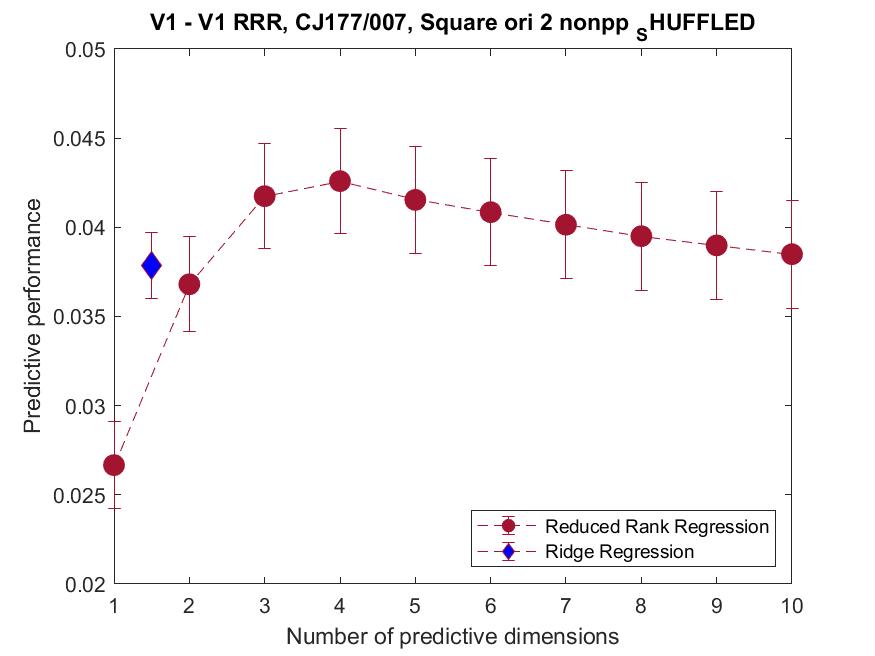 V1 - V1 RRR, CJ177/007, Square ori 2 nonpp SHUFFLED
0.05
0.045
0.04
0.035
0.03
0.025
0.02
Predictive performance
1 2 3 4 5 6 7 8 9 10
Number of predictive dimensions
Reduced Rank Regression
Ridge Regression